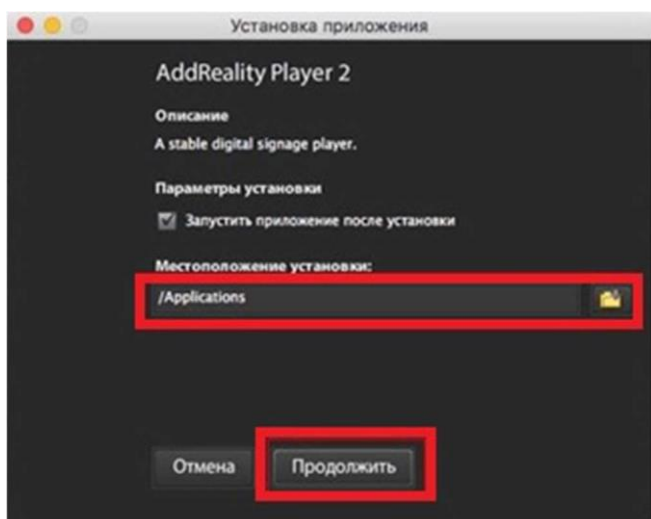 Установка приложения
AddReality Player 2
Описание
A stable digital signage player.
Параметры установки
Запустить приложение после установки
Местоположение установки:
/Applications
Отмена
Продолжить